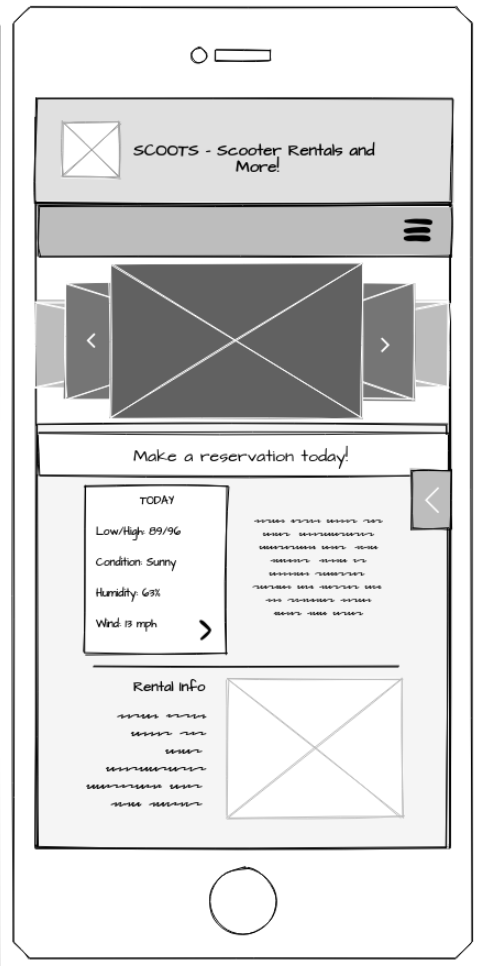 SCOOTS - Scooter Rentals and
More!
Make a reservation today!
TODAY
Low/High: 89/96
Condition: Sunny
Humidity: 63%
Wind: 13 mph
Rental Info